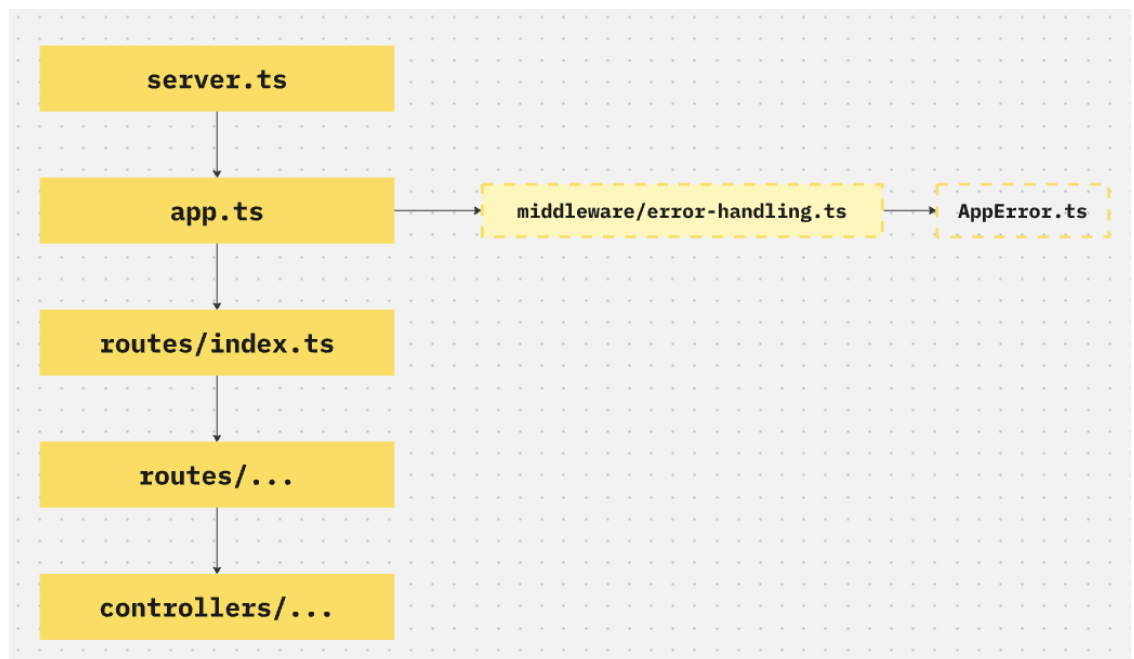 server.ts
app.ts
middleware/error-handling.ts
AppError.ts
routes/index.ts
routes/...
controllers/...